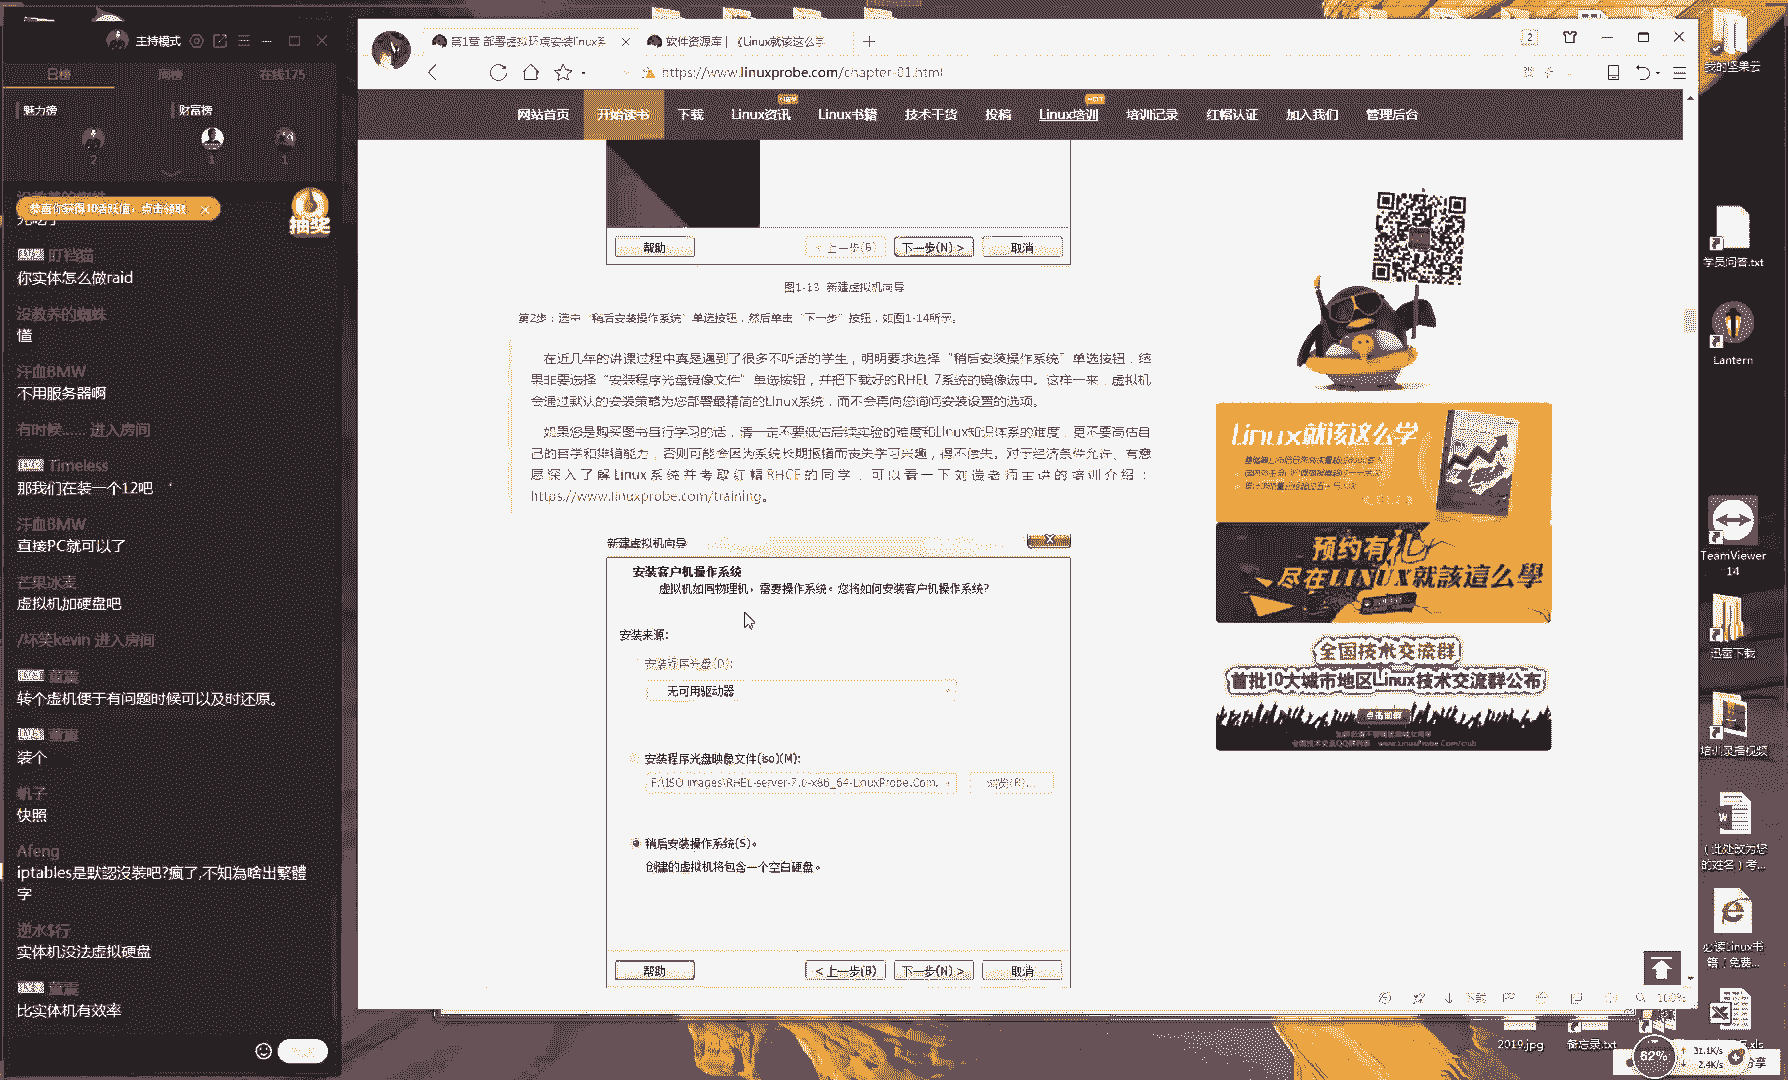 主持模式
日榜
周榜
在线175
魅力榜
财富榜
2
1
1
恭喜你获得10活跃值，点击领取
抽奖
叮裆猫
你实体怎么做raid
没教养的蜘蛛
懂
汗血BMW
不用服务器啊
有时候...... 进入房间
Timeless
那我们在装一个12吧
汗血BMW
直接PC就可以了
芒果冰麦
虚拟机加硬盘吧
/坏笑kevin 进入房间
转个虚机便于有问题时候可以及时还原。
装个
帆子
快照
Afeng
iptables是默認沒裝吧?瘋了,不知為啥出繁體
字
逆水$行
实体机没法虚拟硬盘
比实体机有效率
第1章 部署虚拟环境安装linux系
软件资源库 | 《Linux就该这么学
2
https://www.linuxprobe.com/chapter-01.html
网站首页
开始读书
下载
Linux资讯
NEW
Linux书籍
技术干货
投稿
Linux培训
HOT
培训记录
红帽认证
加入我们
管理后台
帮助
< 上一步(B)
下一步(N) >
取消
图1-13 新建虚拟机向导
第2步：选中“稍后安装操作系统”单选按钮，然后单击“下一步”按钮，如图1-14所示。
在近几年的讲课过程中真是遇到了很多不听话的学生，明明要求选择“稍后安装操作系统”单选按钮，结
果非要选择“安装程序光盘镜像文件”单选按钮，并把下载好的RHEL 7系统的镜像选中。这样一来，虚拟机
会通过默认的安装策略为您部署最精简的Linux系统，而不会再向您询问安装设置的选项。
如果您是购买图书自行学习的话，请一定不要低估后续实验的难度和Linux知识体系的难度，更不要高估自
己的自学和排错能力，否则可能会因为系统长期报错而丧失学习兴趣，得不偿失。对于经济条件允许、有意
愿深入了解Linux系统并考取红帽RHCE的同学，可以看一下刘遄老师主讲的培训介绍：
https://www.linuxprobe.com/training。
新建虚拟机向导
安装客户机操作系统
虚拟机如同物理机，需要操作系统。您将如何安装客户机操作系统?
安装来源:
安装程序光盘(D):
无可用驱动器
安装程序光盘映像文件(iso)(M):
F:\ISO images\RHEL-server-7.0-x86_64-LinuxProbe.Com.
浏览(R)...
稍后安装操作系统(S)。
创建的虚拟机将包含一个空白硬盘。
帮助
< 上一步(B)
下一步(N) >
取消
Linux就该这么学
预约有礼
尽在LINUX就該這么學
全国技术交流群
首批10大城市地区Linux技术交流群公布
点击加群
下载
100%
我的坚果云
学员问答.txt
Lantern
TeamViewer
14
迅雷下载
培训录播视频
(此处改为您
的姓名) 考...
必读Linux书
籍 (免费...
2019.jpg
备忘录.txt
.xls
62%
31.1K/s
2.4K/s
分享